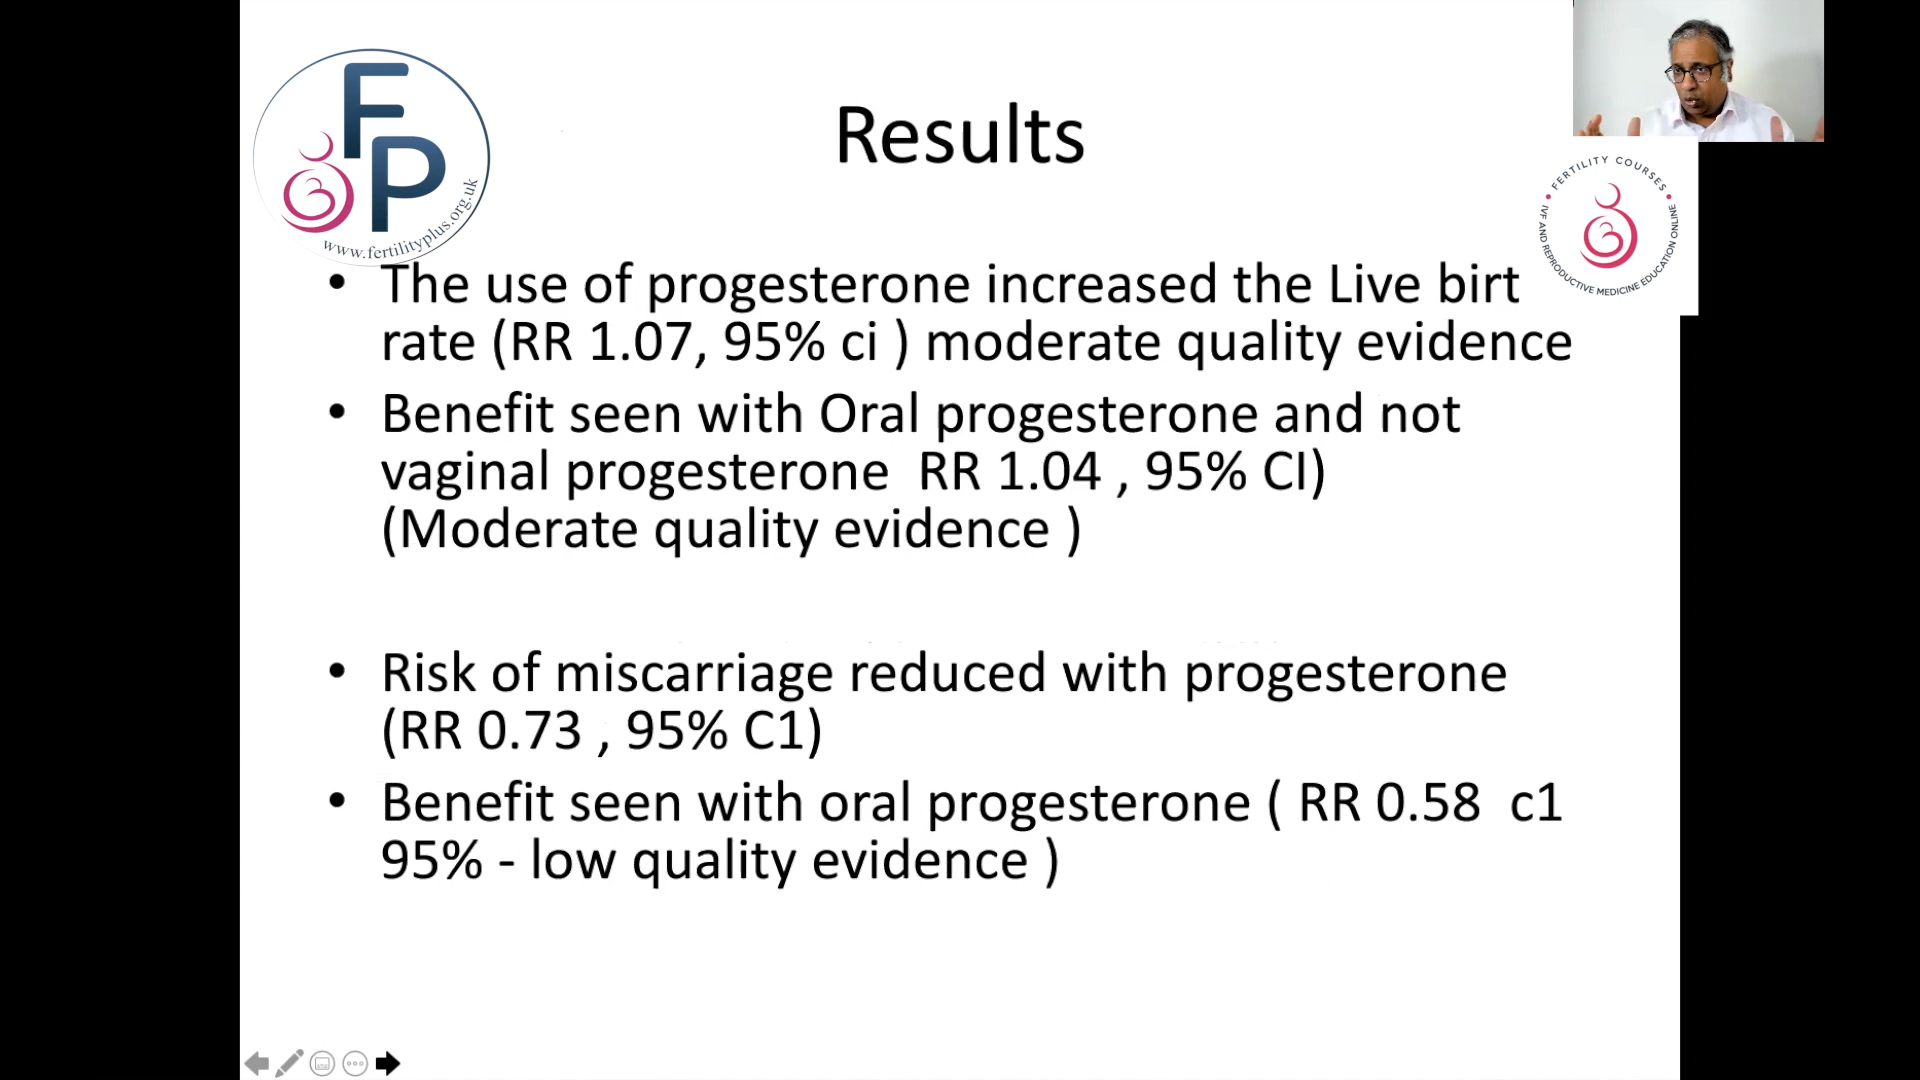 FP
www.fertilityplus.org.uk
Results
FERTILITY COURSES
IVF AND REPRODUCTIVE MEDICINE EDUCATION ONLINE
• The use of progesterone increased the Live birt
rate (RR 1.07, 95% ci ) moderate quality evidence
• Benefit seen with Oral progesterone and not
vaginal progesterone  RR 1.04 , 95% CI)
(Moderate quality evidence )
• Risk of miscarriage reduced with progesterone
(RR 0.73 , 95% C1)
• Benefit seen with oral progesterone ( RR 0.58  c1
95% - low quality evidence )